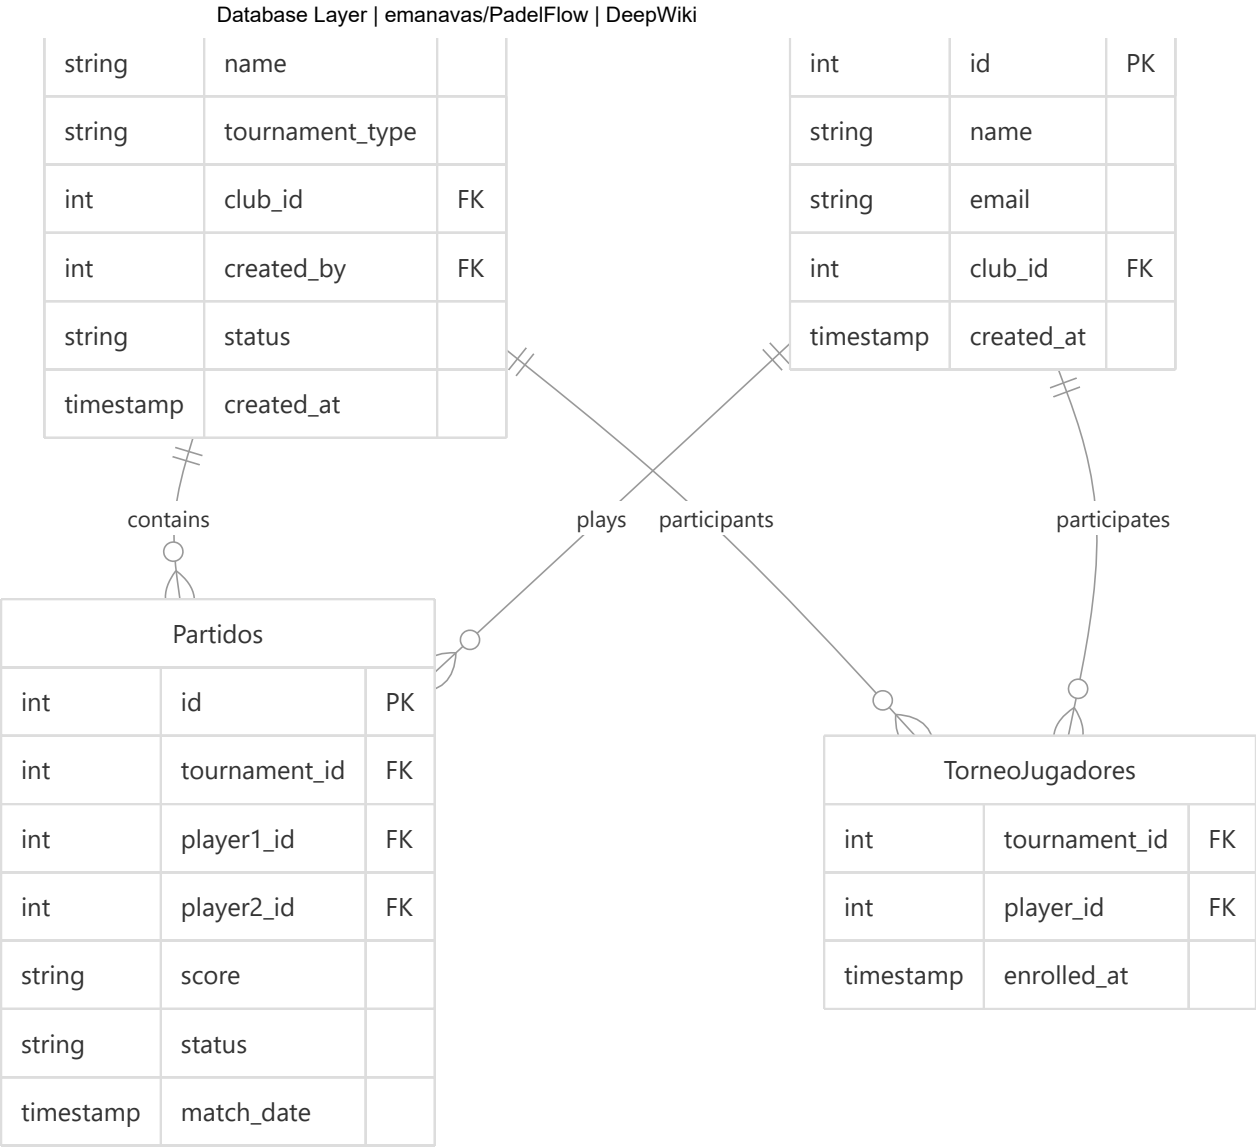 Database Layer | emanavas/PadelFlow | DeepWiki
string name
string tournament_type
int club_id FK
int created_by FK
string status
timestamp created_at
int id PK
string name
string email
int club_id FK
timestamp created_at
contains
plays
participants
participates
Partidos
int id PK
int tournament_id FK
int player1_id FK
int player2_id FK
string score
string status
timestamp match_date
TorneoJugadores
int tournament_id FK
int player_id FK
timestamp enrolled_at